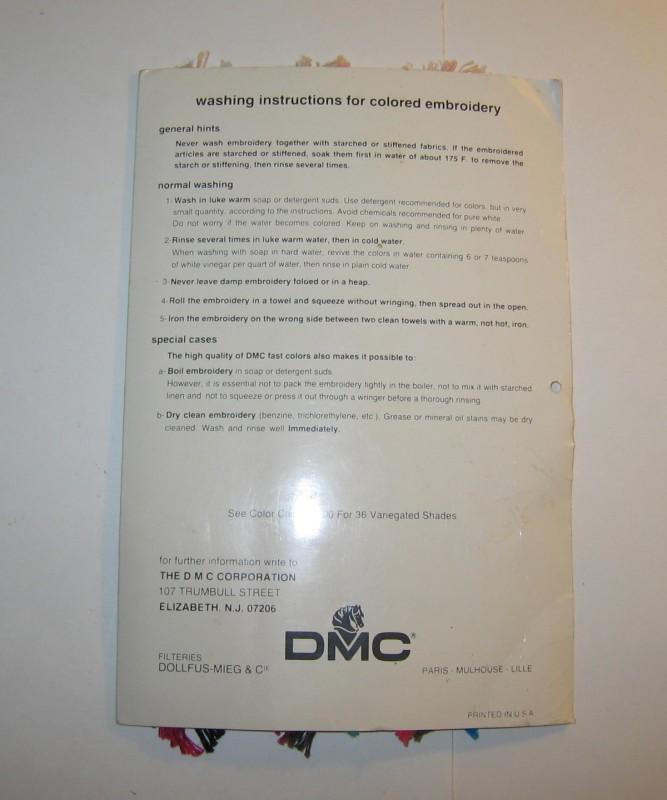 washing instructions for colored embroidery
general hints
Never wash embroidery together with starched or stiffened fabrics. If the embroidered
articles are starched or stiffened, soak them first in water of about 175 F. to remove the
starch or stiffening, then rinse several times.
normal washing
1- Wash in luke warm soap or detergent suds. Use detergent recommended for colors, but in very
small quantity, according to the instructions. Avoid chemicals recommended for pure white.
Do not worry if the water becomes colored. Keep on washing and rinsing in plenty of water.
2- Rinse several times in luke warm water, then in cold water.
When washing with soap in hard water, revive the colors in water containing 6 or 7 teaspoons
of white vinegar per quart of water, then rinse in plain cold water.
3- Never leave damp embroidery foloed or in a heap.
4- Roll the embroidery in a towel and squeeze without wringing, then spread out in the open.
5- Iron the embroidery on the wrong side between two clean towels with a warm, not hot, iron.
special cases
The high quality of DMC fast colors also makes it possible to:
a- Boil embroidery in soap or detergent suds.
However, it is essential not to pack the embroidery tightly in the boiler, not to mix it with starched
linen and not to squeeze or press it out through a wringer before a thorough rinsing.
b- Dry clean embroidery (benzine, trichlorethylene, etc.). Grease or mineral oil stains may be dry
cleaned. Wash and rinse well Immediately.
See Color For 36 Variegated Shades
for further information write to
THE D M C CORPORATION
107 TRUMBULL STREET
ELIZABETH, N.J. 07206
DMC®
FILTERIES
DOLLFUS-MIEG & Cie
PARIS - MULHOUSE - LILLE
PRINTED IN U.S.A.